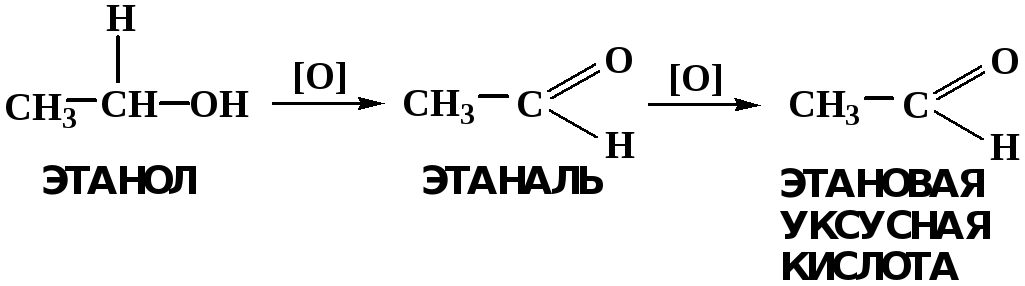 H
CH3 CH OH [O] CH3 C O H [O] CH3 C O H
ЭТАНОЛ ЭТАНАЛЬ ЭТАНОВАЯ
УКСУСНАЯ
КИСЛОТА